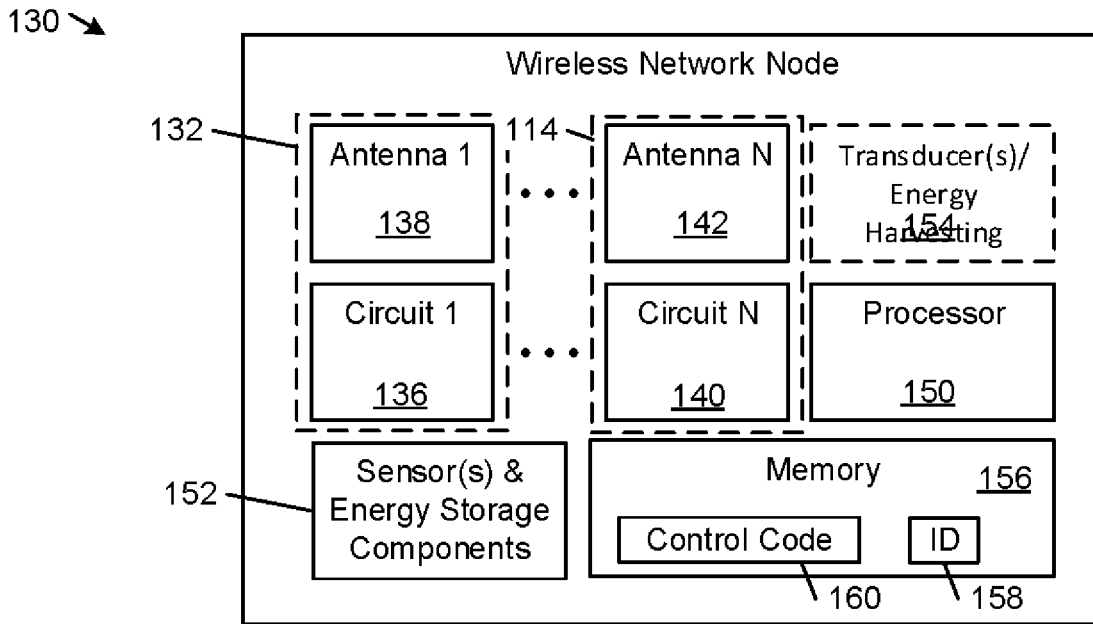 130
Wireless Network Node
132
Antenna 1
138
114
Antenna N
142
Transducer(s)/
Energy
Harvesting
154
Circuit 1
136
Circuit N
140
Processor
150
152
Sensor(s) &
Energy Storage
Components
Memory
156
Control Code
ID
160
158